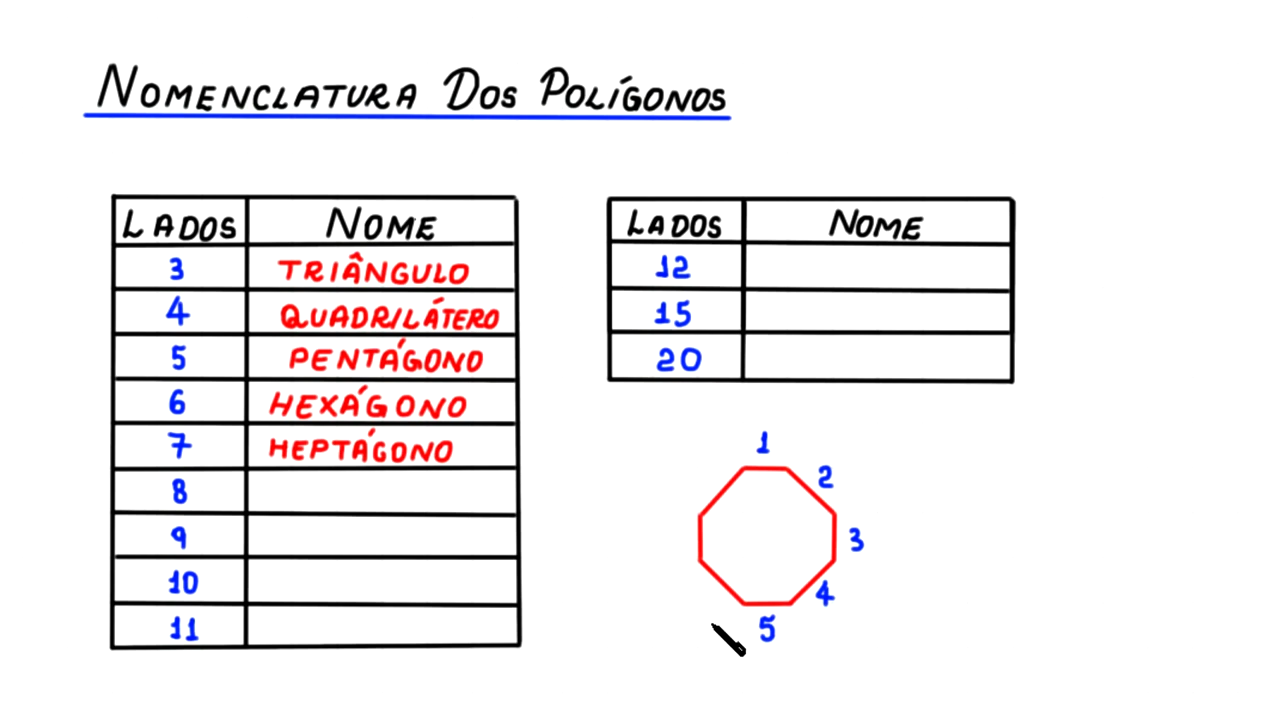 NOMENCLATURA DOS POLÍGONOS
LADOS NOME
3 TRIÂNGULO
4 QUADRILÁTERO
5 PENTÁGONO
6 HEXÁGONO
7 HEPTÁGONO
8
9
10
11
LADOS NOME
12
15
20
1
2
3
4
5